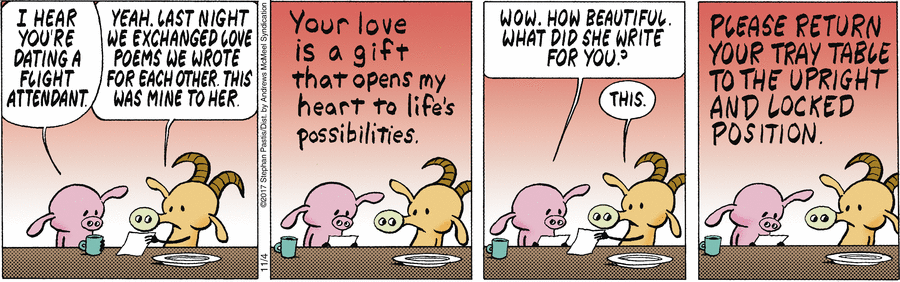 I HEAR
YOU'RE
DATING A
FLIGHT
ATTENDANT.
YEAH. LAST NIGHT
WE EXCHANGED LOVE
POEMS WE WROTE
FOR EACH OTHER. THIS
WAS MINE TO HER.
©2017 Stephan Pastis/Dist. by Andrews McMeel Syndication
11/4
Your love
is a gift
that opens my
heart to life's
possibilities.
WOW. HOW BEAUTIFUL.
WHAT DID SHE WRITE
FOR YOU?
THIS.
PLEASE RETURN
YOUR TRAY TABLE
TO THE UPRIGHT
AND LOCKED
POSITION.